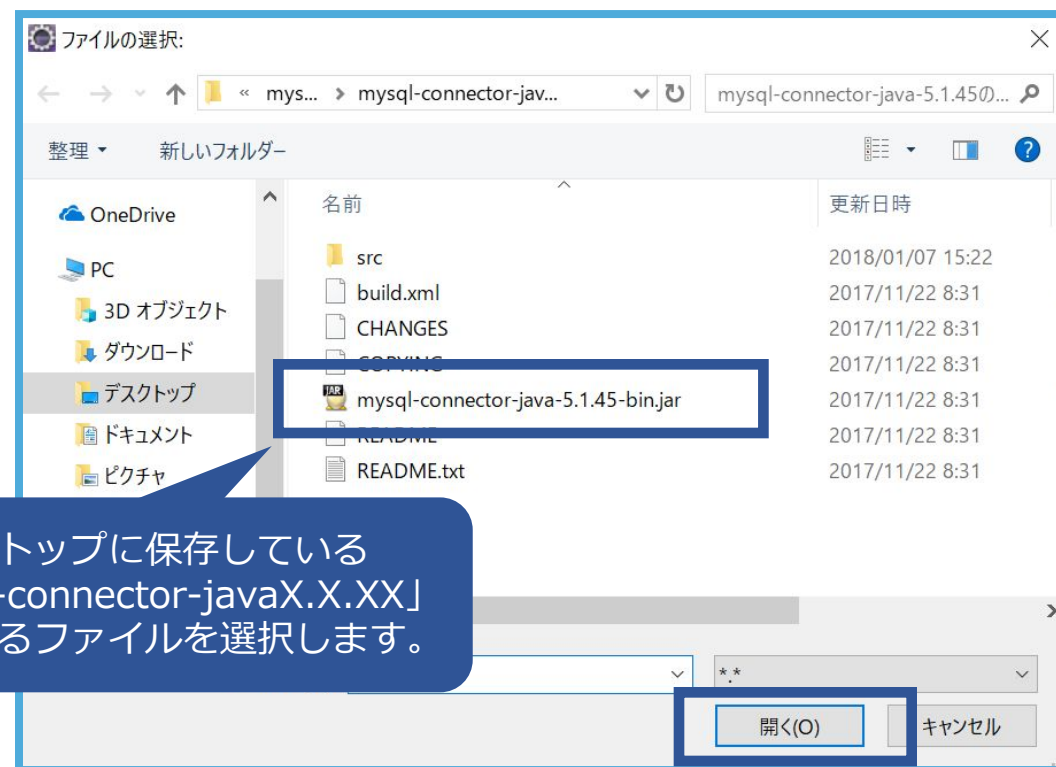 ファイルの選択:
« mys... > mysql-connector-jav...
mysql-connector-java-5.1.45の...
整理
新しいフォルダー
?
OneDrive
PC
3D オブジェクト
ダウンロード
デスクトップ
ドキュメント
ピクチャ
名前 更新日時
src 2018/01/07 15:22
build.xml 2017/11/22 8:31
CHANGES 2017/11/22 8:31
COPYING 2017/11/22 8:31
JAR mysql-connector-java-5.1.45-bin.jar 2017/11/22 8:31
README 2017/11/22 8:31
README.txt 2017/11/22 8:31
トップに保存している
-connector-javaX.X.XX」
るファイルを選択します。
*.*
開く(O)
キャンセル